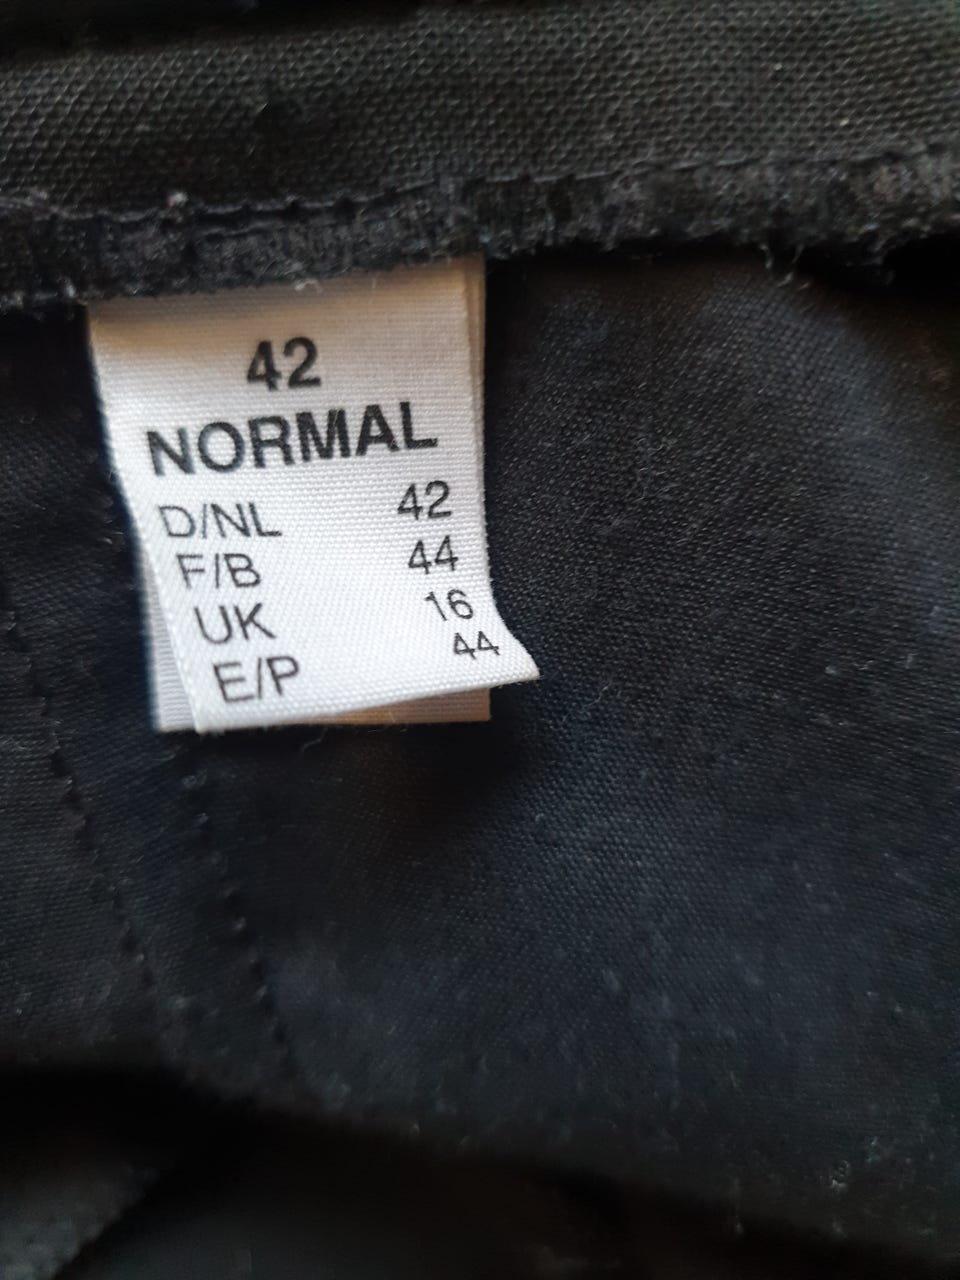 42
NORMAL
D/NL 42
F/B 44
UK 16
E/P 44